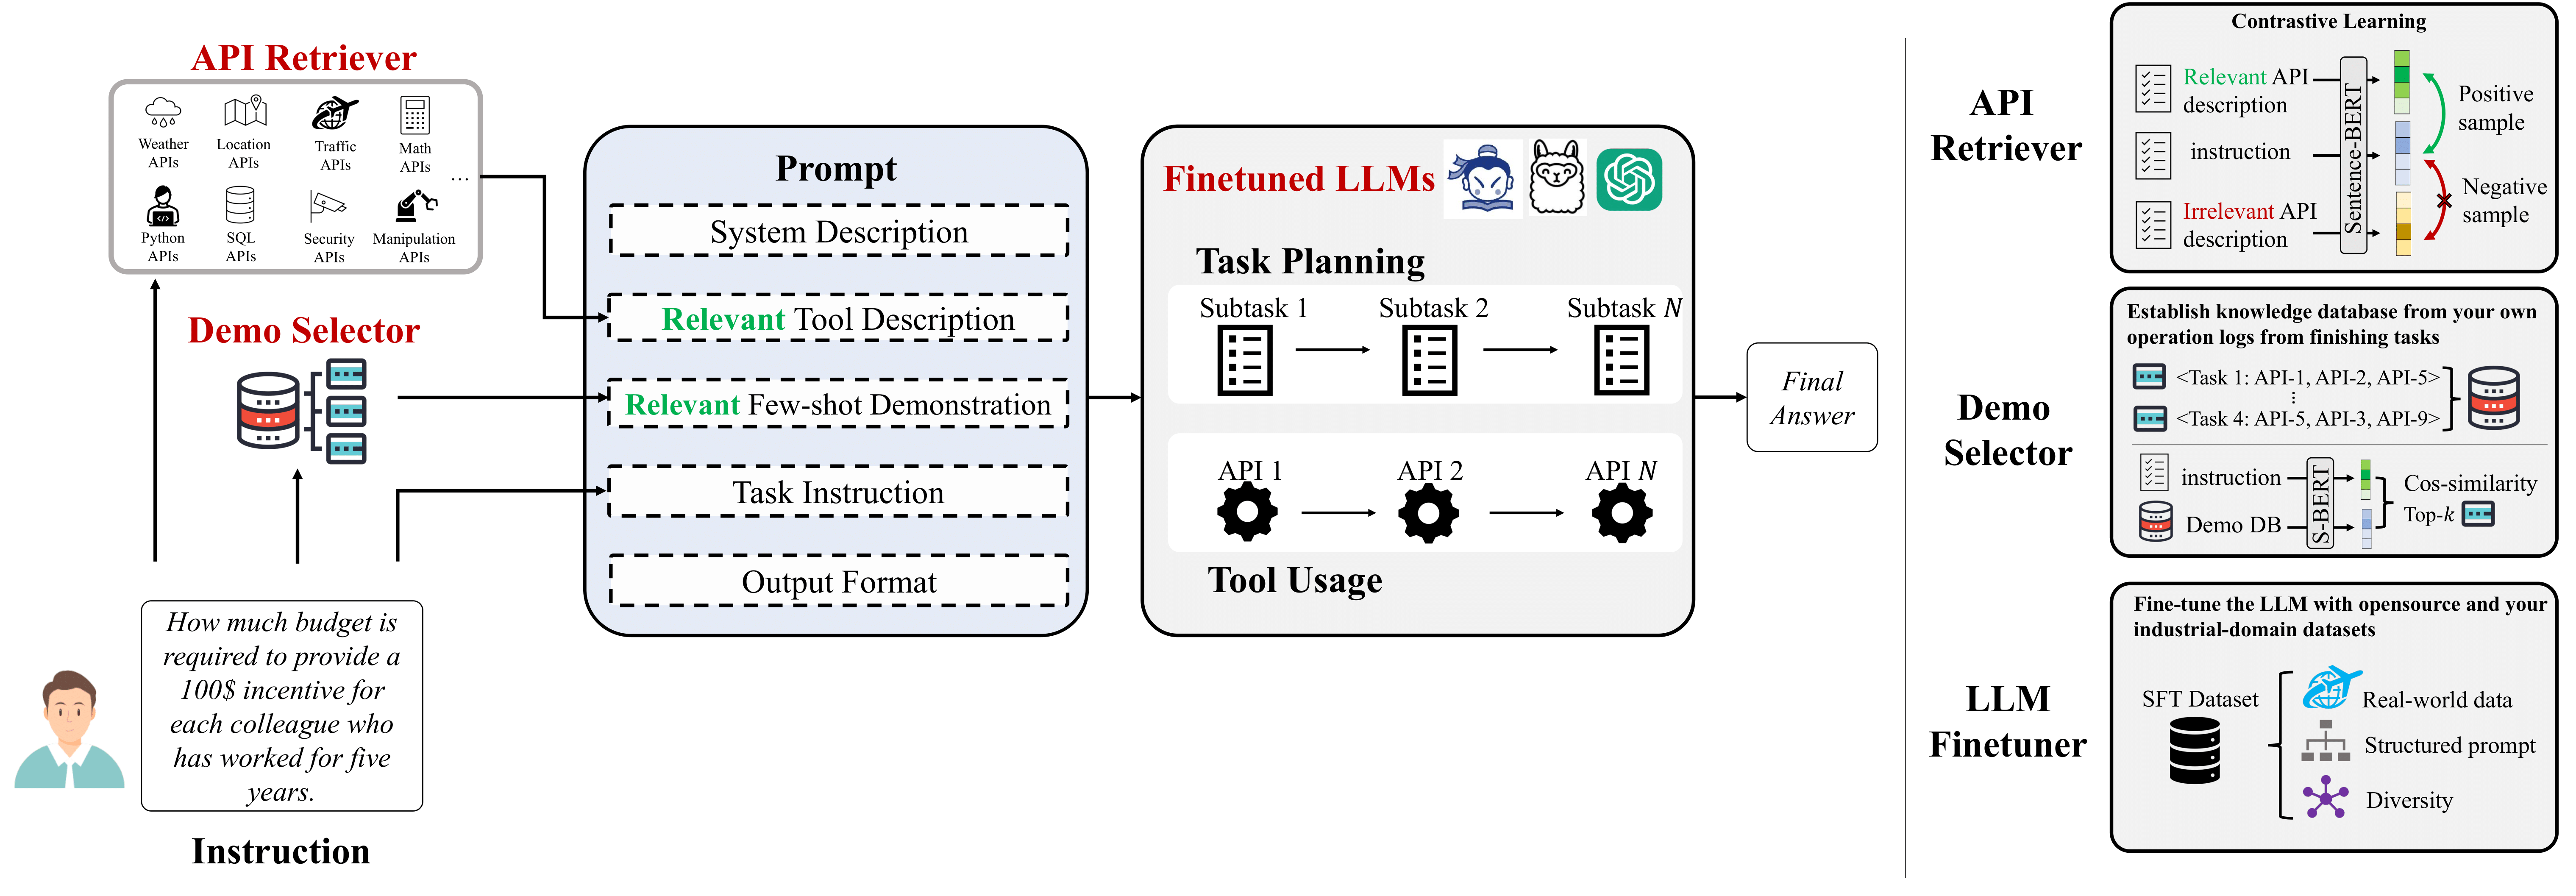 API Retriever
Weather
APIs
Location
APIs
Traffic
APIs
Math
APIs
...
Python
APIs
SQL
APIs
Security
APIs
Manipulation
APIs
Demo Selector
How much budget is
required to provide a
100$ incentive for
each colleague who
has worked for five
years.
Instruction
Prompt
System Description
Relevant Tool Description
Relevant Few-shot Demonstration
Task Instruction
Output Format
Finetuned LLMs
Task Planning
Subtask 1
Subtask 2
Subtask N
API 1
API 2
API N
Tool Usage
Final
Answer
API
Retriever
Contrastive Learning
Relevant API
description
instruction
Irrelevant API
description
Sentence-BERT
Positive
sample
Negative
sample
Demo
Selector
Establish knowledge database from your own
operation logs from finishing tasks
<Task 1: API-1, API-2, API-5>
...
<Task 4: API-5, API-3, API-9>
instruction
Demo DB
S-BERT
Cos-similarity
Top-k
LLM
Finetuner
Fine-tune the LLM with opensource and your
industrial-domain datasets
SFT Dataset
Real-world data
Structured prompt
Diversity